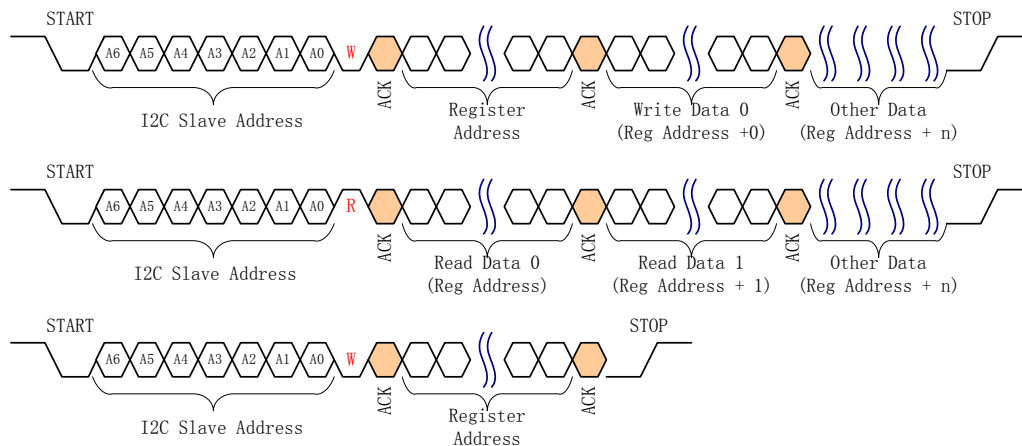 START STOP
A6 A5 A4 A3 A2 A1 A0 W
ACK ACK ACK
I2C Slave Address Register Address Write Data 0 (Reg Address +0) Other Data (Reg Address + n)
START STOP
A6 A5 A4 A3 A2 A1 A0 R
ACK ACK ACK
I2C Slave Address Read Data 0 (Reg Address) Read Data 1 (Reg Address + 1) Other Data (Reg Address + n)
START STOP
A6 A5 A4 A3 A2 A1 A0 W
ACK ACK
I2C Slave Address Register Address